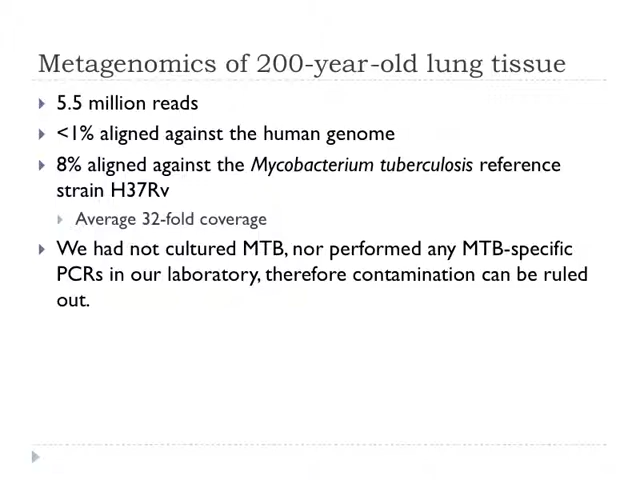 Metagenomics of 200-year-old lung tissue
5.5 million reads
<1% aligned against the human genome
8% aligned against the Mycobacterium tuberculosis reference
strain H37Rv
Average 32-fold coverage
We had not cultured MTB, nor performed any MTB-specific
PCRs in our laboratory, therefore contamination can be ruled
out.